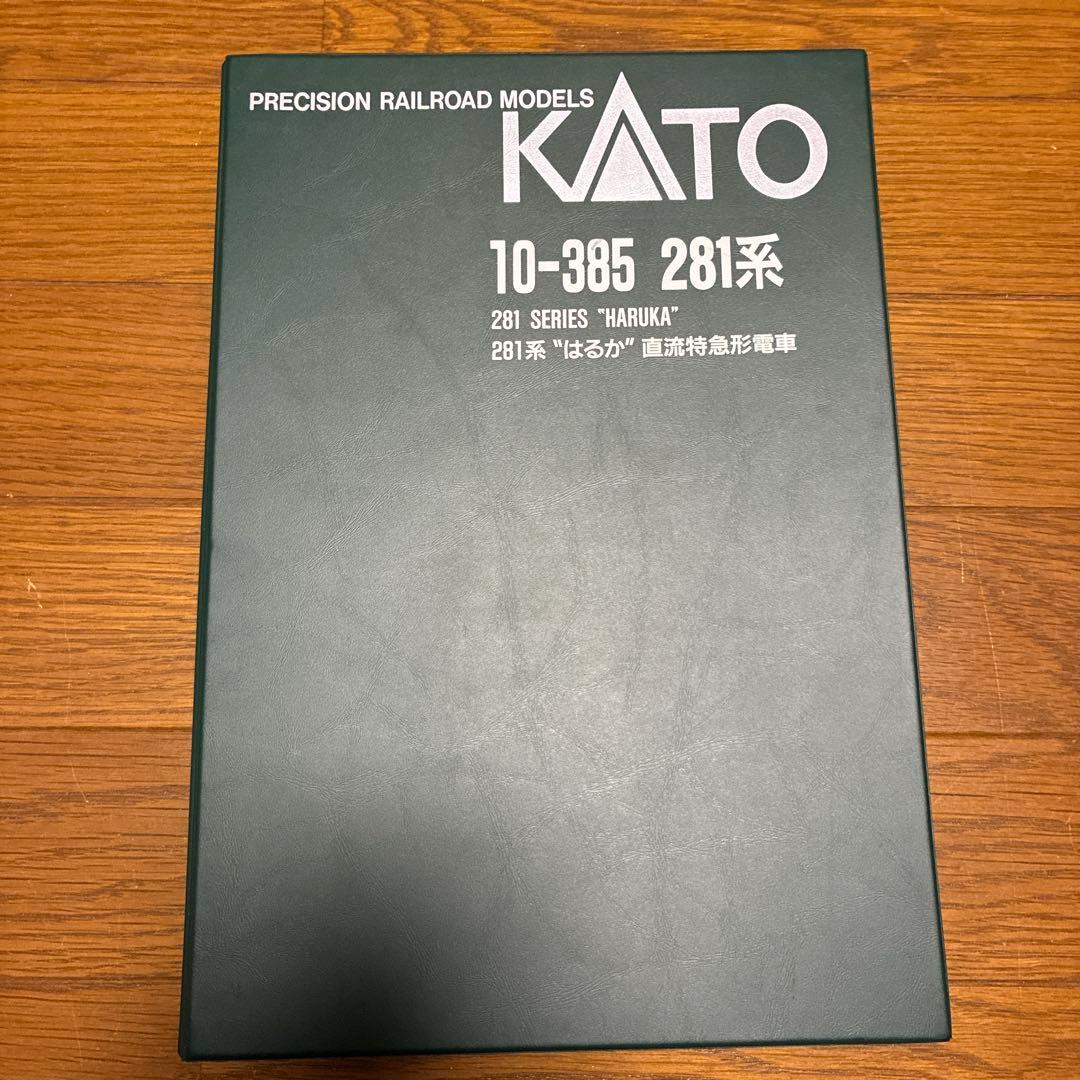 PRECISION RAILROAD MODELS
KATO
10-385 281系
281 SERIES "HARUKA"
281系 "はるか" 直流特急形電車